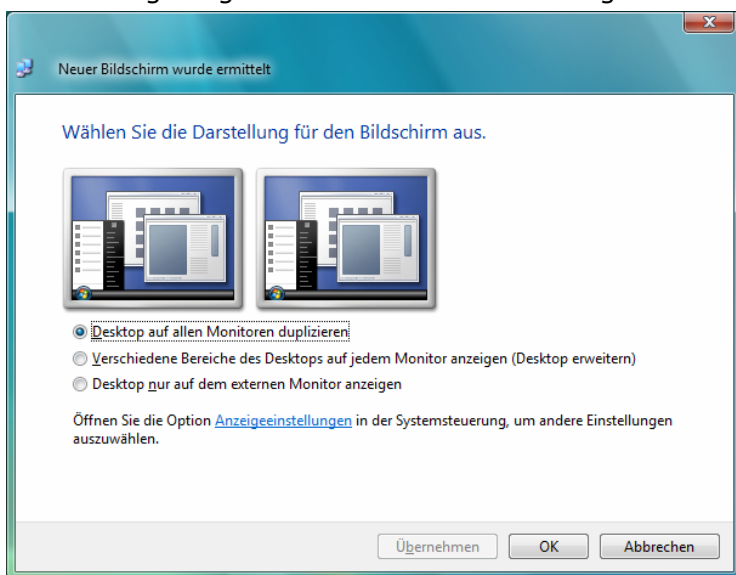 Neuer Bildschirm wurde ermittelt
Wählen Sie die Darstellung für den Bildschirm aus.
Desktop auf allen Monitoren duplizieren
Verschiedene Bereiche des Desktops auf jedem Monitor anzeigen (Desktop erweitern)
Desktop nur auf dem externen Monitor anzeigen
Öffnen Sie die Option Anzeigeeinstellungen in der Systemsteuerung, um andere Einstellungen
auszuwählen.
Übernehmen OK Abbrechen